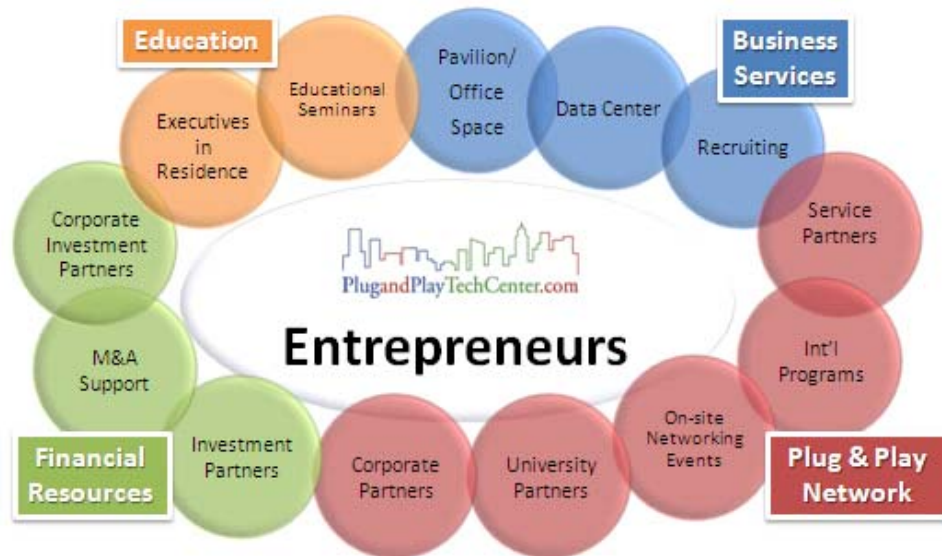 Education
Business
Services
Educational
Seminars
Pavilion/
Office
Space
Data Center
Recruiting
Executives
in
Residence
Service
Partners
Corporate
Investment
Partners
PlugandPlayTechCenter.com
Entrepreneurs
M&A
Support
Int'l
Programs
Investment
Partners
Corporate
Partners
University
Partners
On-site
Networking
Events
Financial
Resources
Plug & Play
Network